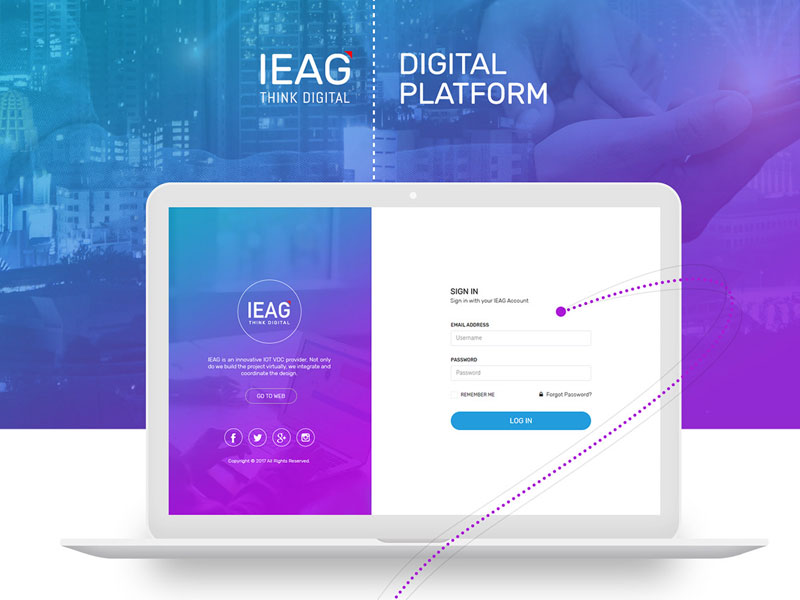 IEAG
THINK DIGITAL
DIGITAL
PLATFORM
IEAG
THINK DIGITAL
IEAG is an innovative IOT VDC provider. Not only
do we build the project virtually, we integrate and
coordinate the design.
GO TO WEB
Copyright © 2017 All Rights Reserved.
SIGN IN
Sign in with your IEAG Account
EMAIL ADDRESS
Username
PASSWORD
Password
REMEMBER ME
Forgot Password?
LOG IN